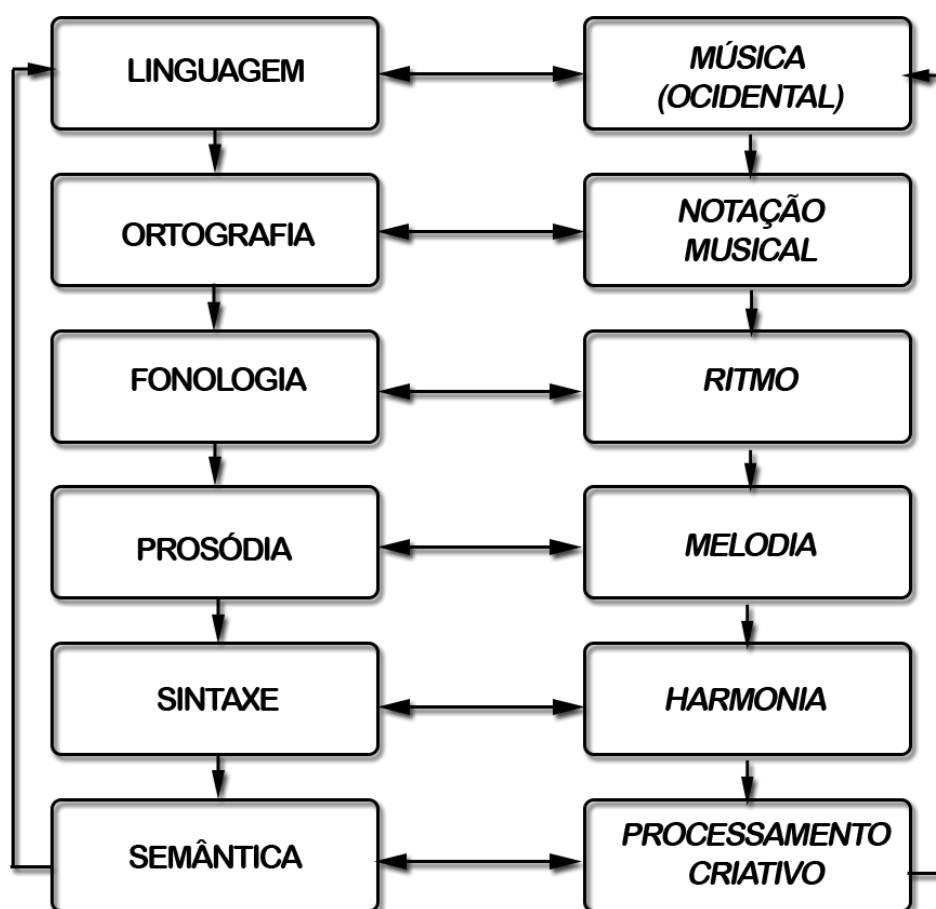 LINGUAGEM
MÚSICA
(OCIDENTAL)
ORTOGRAFIA
NOTAÇÃO
MUSICAL
FONOLOGIA
RITMO
PROSÓDIA
MELODIA
SINTAXE
HARMONIA
SEMÂNTICA
PROCESSAMENTO
CRIATIVO